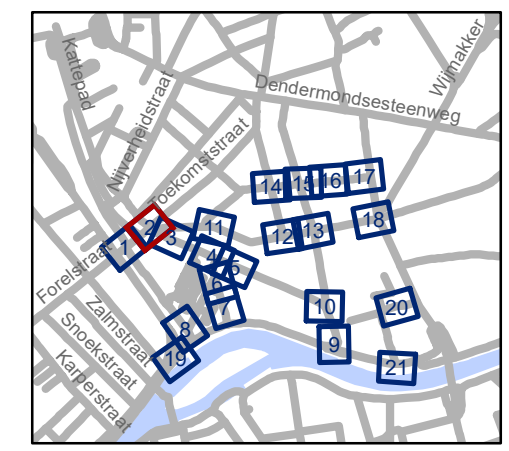 Kattepad
Nijverheidstraat
Toekomststraat
Dendermondsesteenweg
Wijmakker
Forelstraat
Zalmstraat
Snoekstraat
Karperstraat
1
2
3
4
5
6
7
8
9
10
11
12
13
14
15
16
17
18
19
20
21